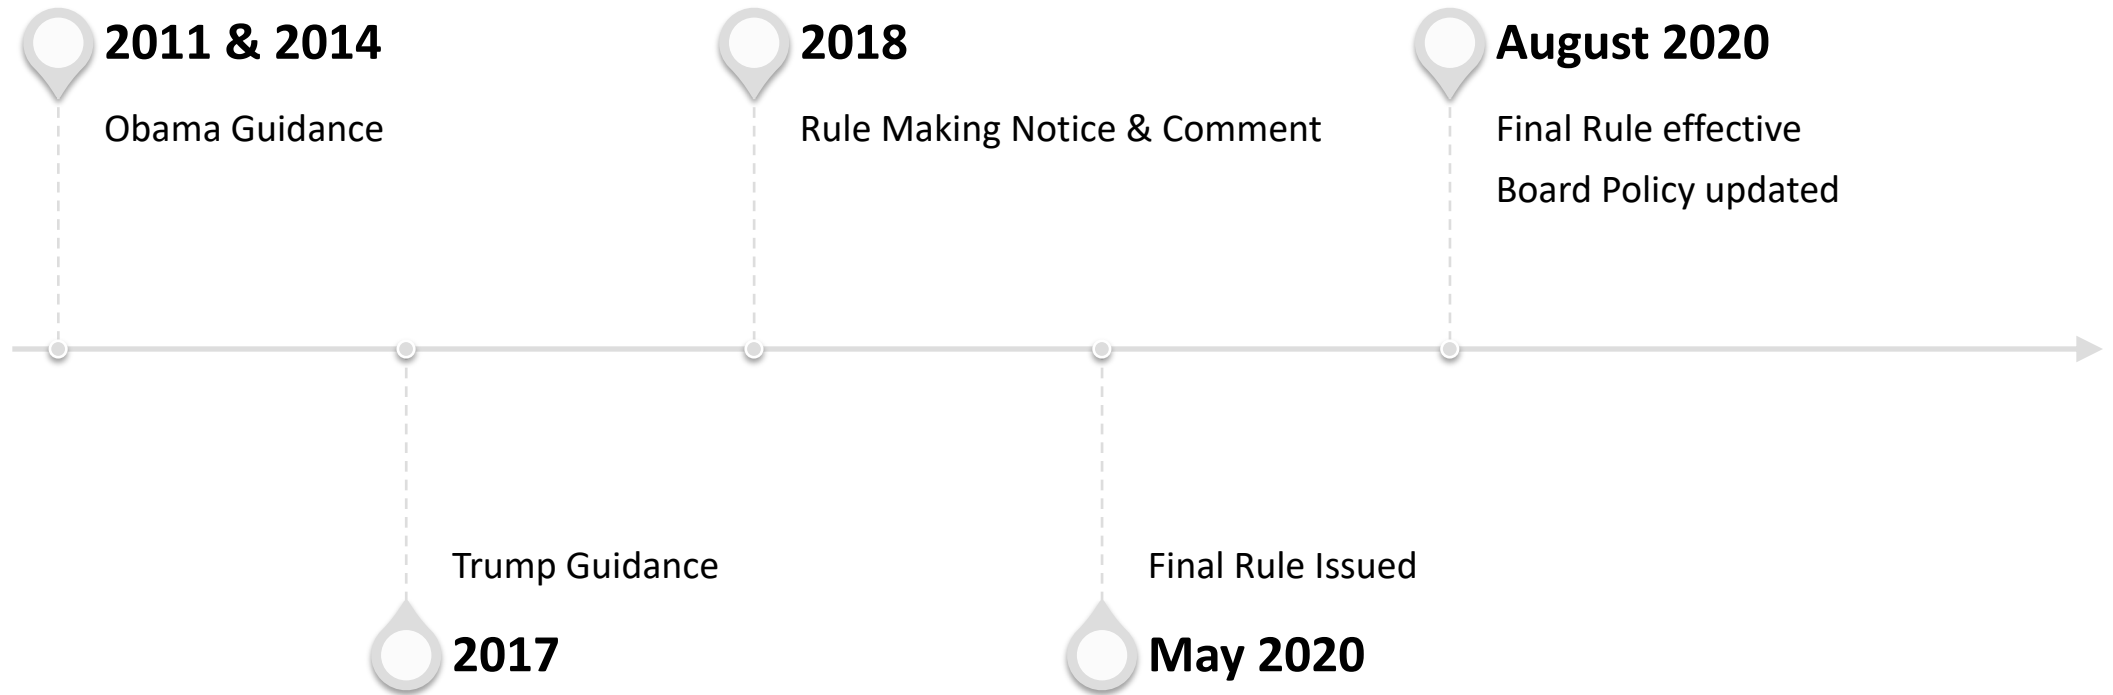 2011 & 2014
Obama Guidance
Trump Guidance
2017
2018
Rule Making Notice & Comment
Final Rule Issued
May 2020
August 2020
Final Rule effective
Board Policy updated